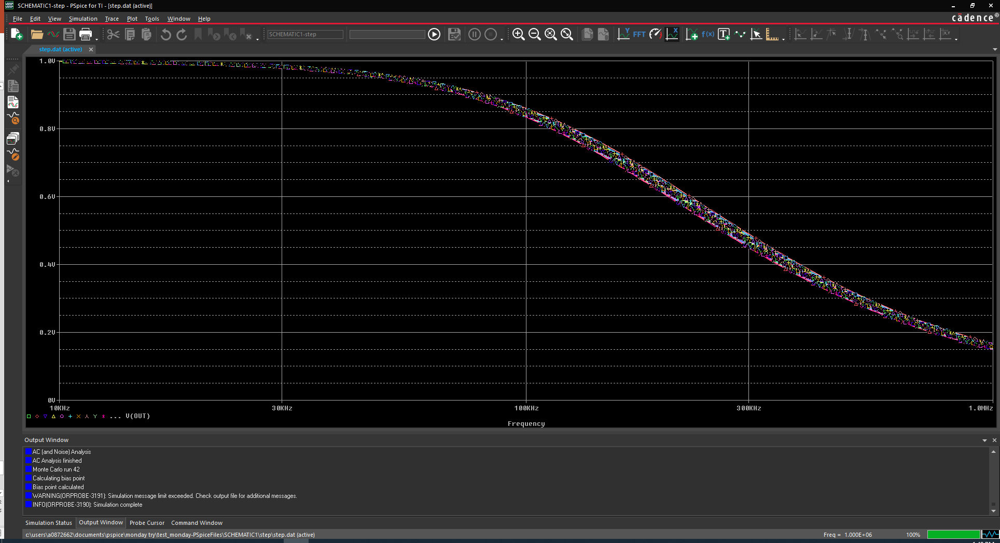 SCHEMATIC1-step - PSpice for TI - [step.dat (active)]
File Edit View Simulation Trace Plot Tools Window Help
cādence®
SCHEMATIC1-step
Y FFT X f(x) T X,Y
step.dat (active)
PSpice
1.0V
0.8V
0.6V
0.4V
0.2V
0V
10KHz 30KHz 100KHz 300KHz 1.0MHz
... V(OUT)
Frequency
Output Window
AC (and Noise) Analysis
AC Analysis finished
Monte Carlo run 42
Calculating bias point
Bias point calculated
WARNING(ORPROBE-3191): Simulation message limit exceeded. Check output file for additional messages.
INFO(ORPROBE-3190): Simulation complete
Simulation Status Output Window Probe Cursor Command Window
c:\users\a0872662\documents\pspice\monday try\test_monday-PSpiceFiles\SCHEMATIC1\step\step.dat (active) Freq = 1.000E+06 100%